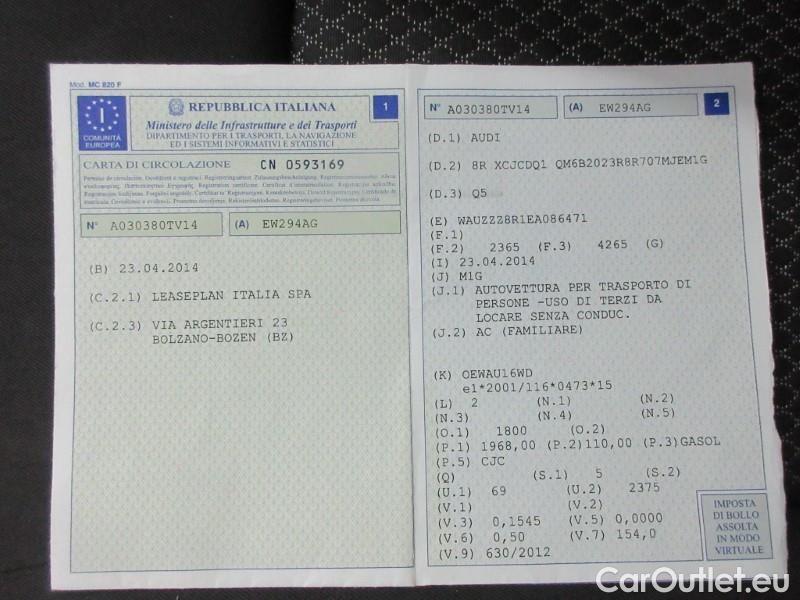 Mod. MC 820 F
I
COMUNITÀ
EUROPEA
REPUBBLICA ITALIANA
1
Ministero delle Infrastrutture e dei Trasporti
DIPARTIMENTO PER I TRASPORTI, LA NAVIGAZIONE
ED I SISTEMI INFORMATIVI E STATISTICI
CARTA DI CIRCOLAZIONE CN 0593169
N° A030380TV14 (A) EW294AG
(B) 23.04.2014
(C.2.1) LEASEPLAN ITALIA SPA
(C.2.3) VIA ARGENTIERI 23
BOLZANO-BOZEN (BZ)
N° A030380TV14 (A) EW294AG 2
(D.1) AUDI
(D.2) 8R XCJCDQ1 QM6B2023R8R707MJEM1G
(D.3) Q5
(E) WAUZZZ8R1EA086471
(F.1)
(F.2) 2365 (F.3) 4265 (G)
(I) 23.04.2014
(J) M1G
(J.1) AUTOVETTURA PER TRASPORTO DI
PERSONE -USO DI TERZI DA
LOCARE SENZA CONDUC.
(J.2) AC (FAMILIARE)
(K) OEWAU16WD
e1*2001/116*0473*15
(L) 2 (N.1) (N.2)
(N.3) (N.4) (N.5)
(O.1) 1800 (O.2)
(P.1) 1968,00 (P.2)110,00 (P.3)GASOL
(P.5) CJC
(Q) (S.1) 5 (S.2)
(U.1) 69 (U.2) 2375
(V.1) (V.2)
(V.3) 0,1545 (V.5) 0,0000
(V.6) 0,50 (V.7) 154,0
(V.9) 630/2012
IMPOSTA
DI BOLLO
ASSOLTA
IN MODO
VIRTUALE
CarOutlet.eu